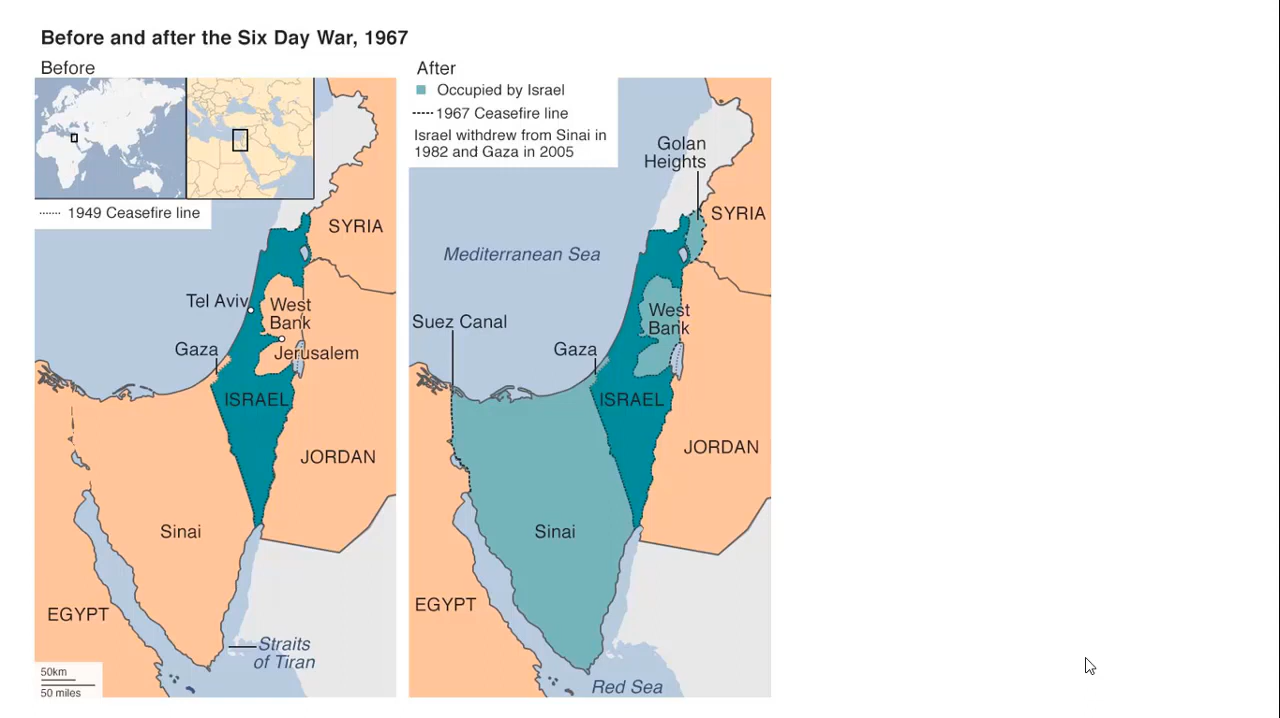 Before and after the Six Day War, 1967
Before
1949 Ceasefire line
SYRIA
Tel Aviv
West
Bank
Gaza
Jerusalem
ISRAEL
JORDAN
Sinai
EGYPT
Straits
of Tiran
50km
50 miles
After
Occupied by Israel
1967 Ceasefire line
Israel withdrew from Sinai in
1982 and Gaza in 2005
Golan
Heights
SYRIA
Mediterranean Sea
West
Bank
Suez Canal
Gaza
ISRAEL
JORDAN
Sinai
EGYPT
Red Sea